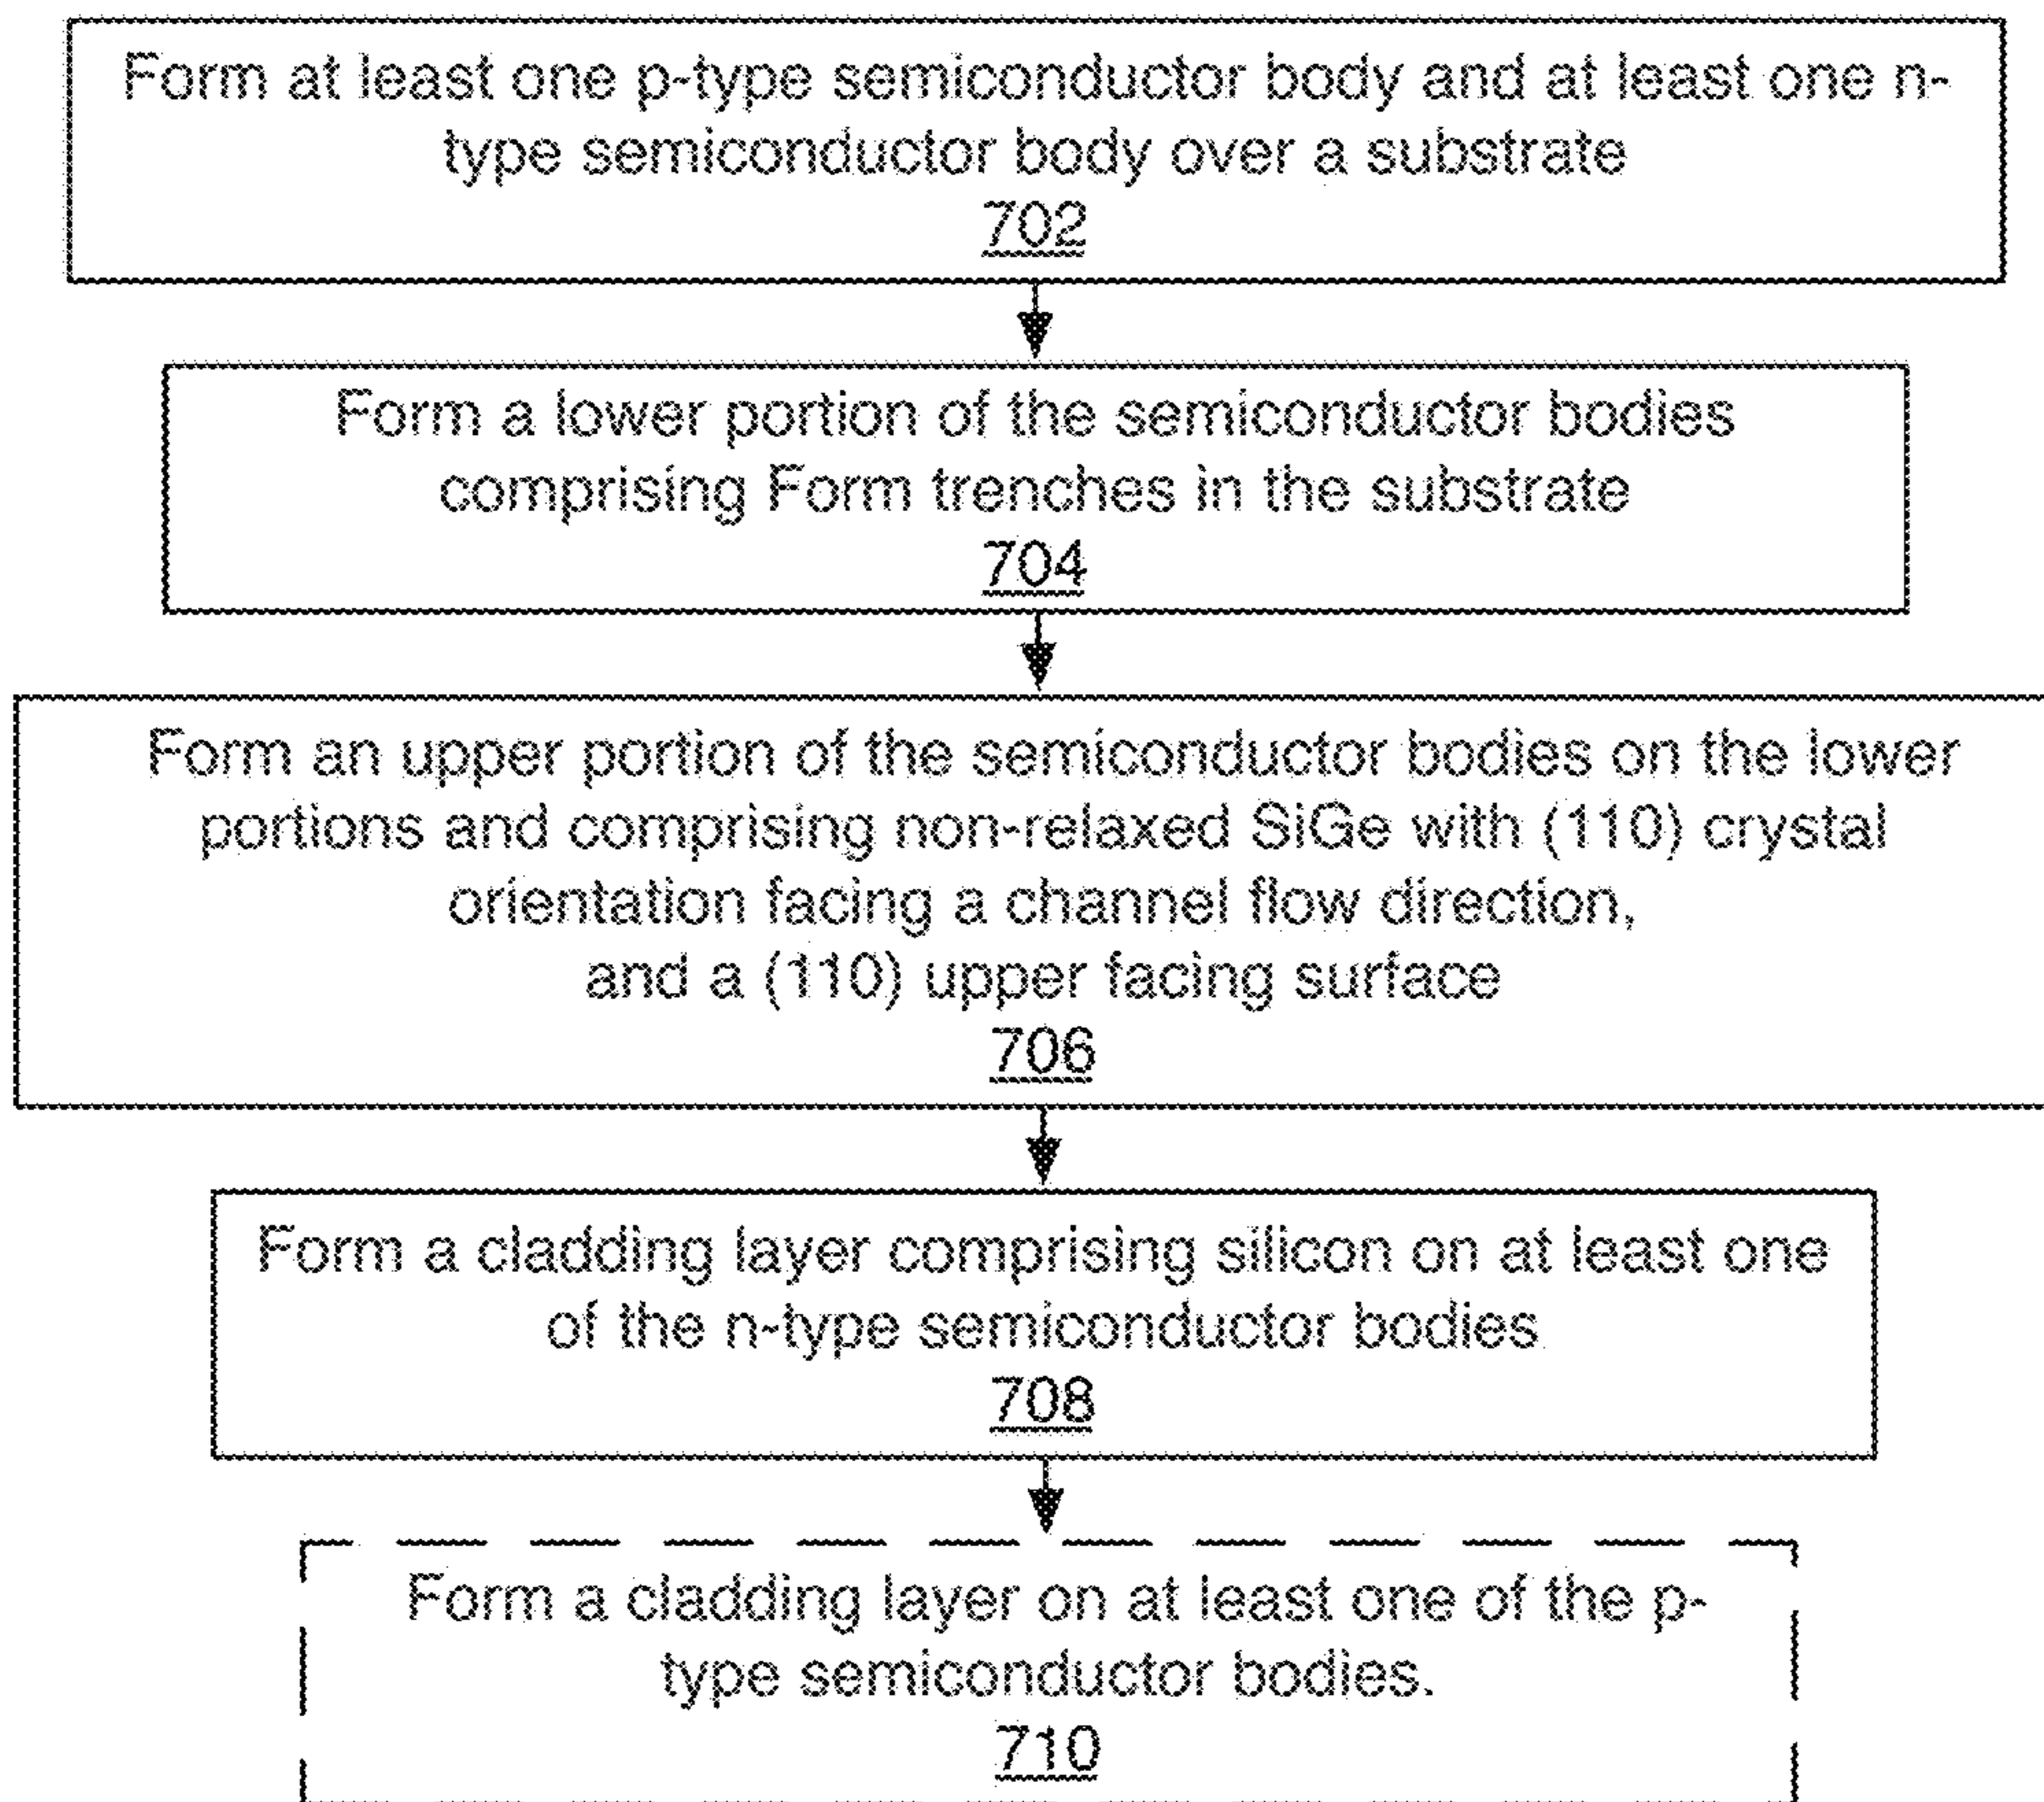 Form at least one p-type semiconductor body and at least one n-
type semiconductor body over a substrate
702
Form a lower portion of the semiconductor bodies
comprising Form trenches in the substrate
704
Form an upper portion of the semiconductor bodies on the lower
portions and comprising non-relaxed SiGe with (110) crystal
orientation facing a channel flow direction,
and a (110) upper facing surface
706
Form a cladding layer comprising silicon on at least one
of the n-type semiconductor bodies
708
Form a cladding layer on at least one of the p-
type semiconductor bodies.
710